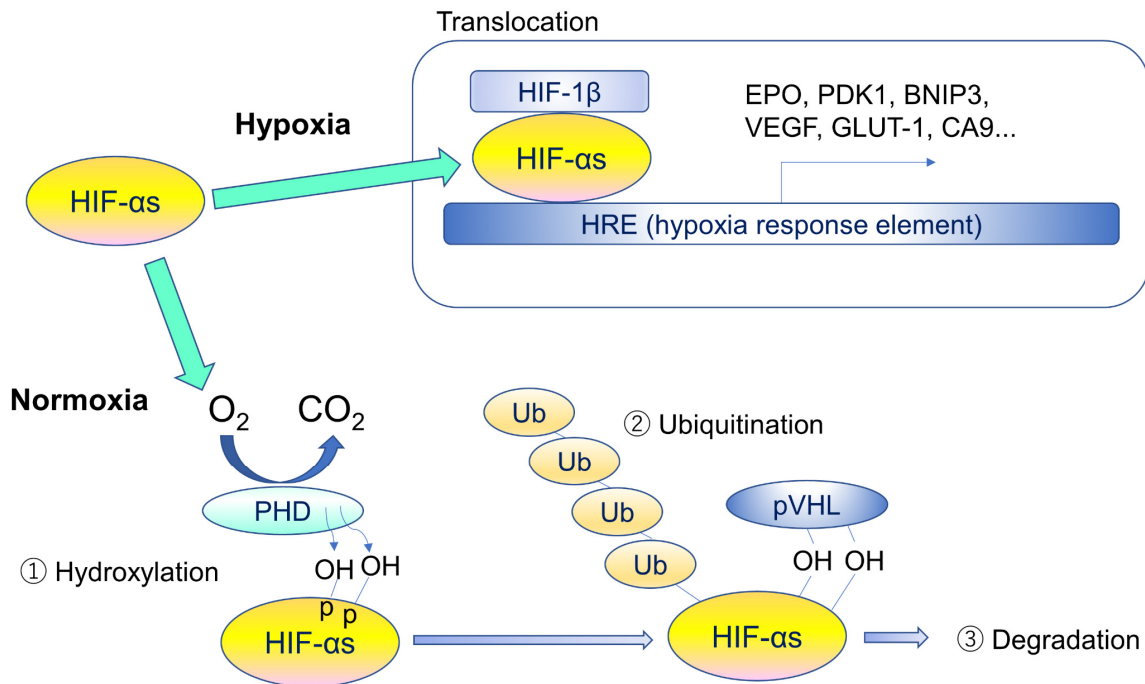 Translocation
HIF-1β
Hypoxia
EPO, PDK1, BNIP3,
VEGF, GLUT-1, CA9...
HIF-αs
HIF-αs
HRE (hypoxia response element)
Normoxia
O₂
CO₂
Ub
② Ubiquitination
Ub
Ub
Ub
PHD
pVHL
① Hydroxylation
OH
OH
OH
OH
p
p
HIF-αs
HIF-αs
③ Degradation